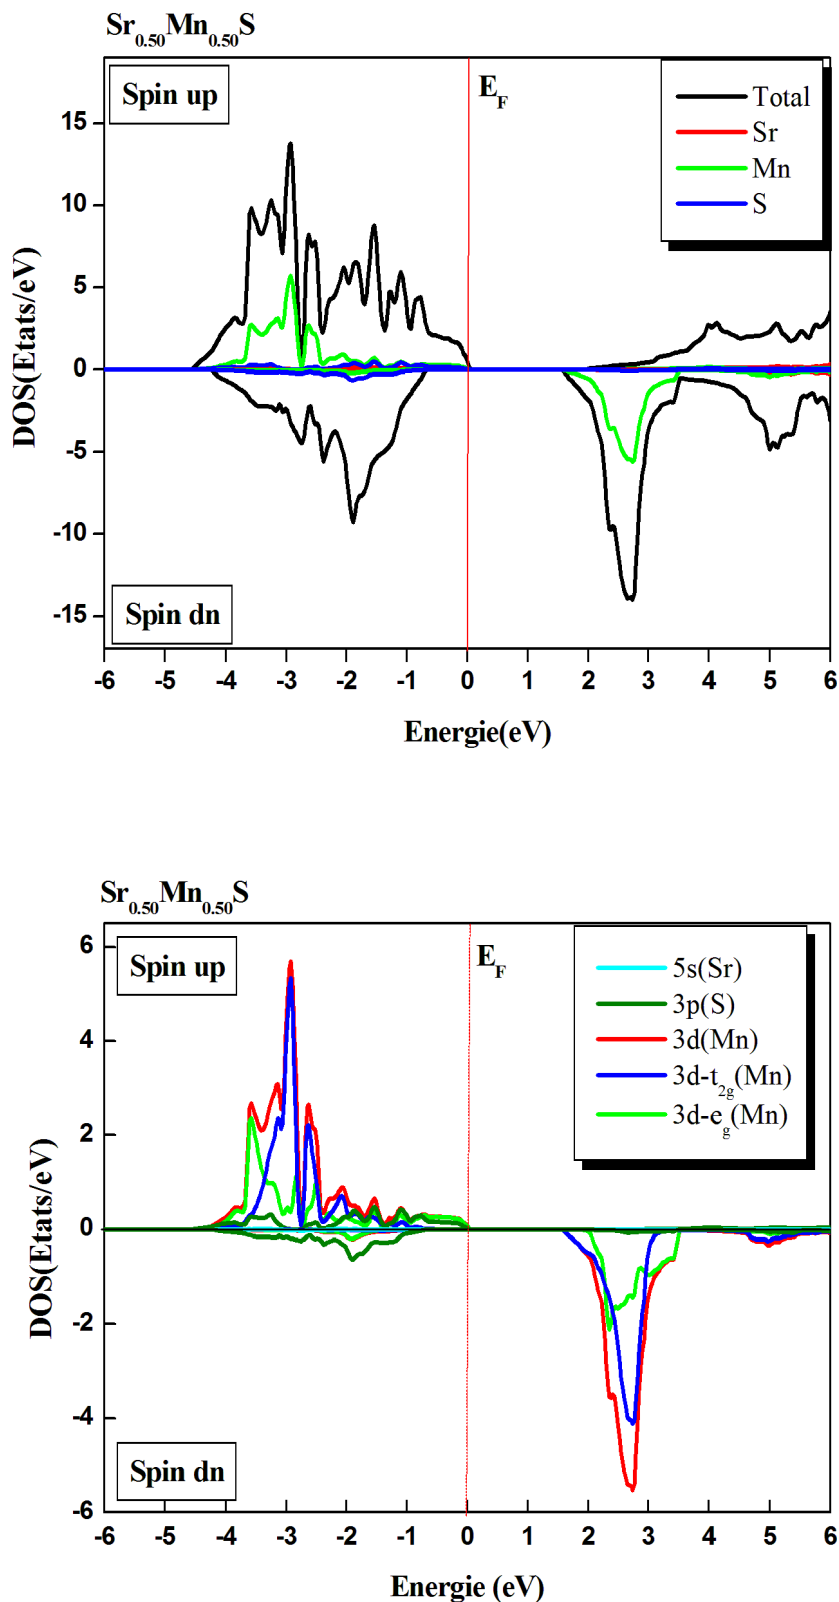 Sr0.50Mn0.50S
Spin up
EF
Total
Sr
Mn
S
15
10
5
0
-5
-10
-15
DOS(Etats/eV)
Spin dn
-6 -5 -4 -3 -2 -1 0 1 2 3 4 5 6
Energie(eV)
Sr0.50Mn0.50S
Spin up
EF
5s(Sr)
3p(S)
3d(Mn)
3d-t2g(Mn)
3d-eg(Mn)
6
4
2
0
-2
-4
-6
DOS(Etats/eV)
Spin dn
-6 -5 -4 -3 -2 -1 0 1 2 3 4 5 6
Energie (eV)